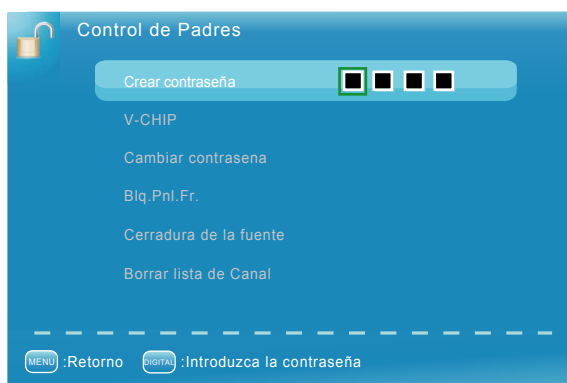 Control de Padres
Crear contraseña
V-CHIP
Cambiar contrasena
Blq.Pnl.Fr.
Cerradura de la fuente
Borrar lista de Canal
MENU :Retorno DIGITAL :Introduzca la contraseña